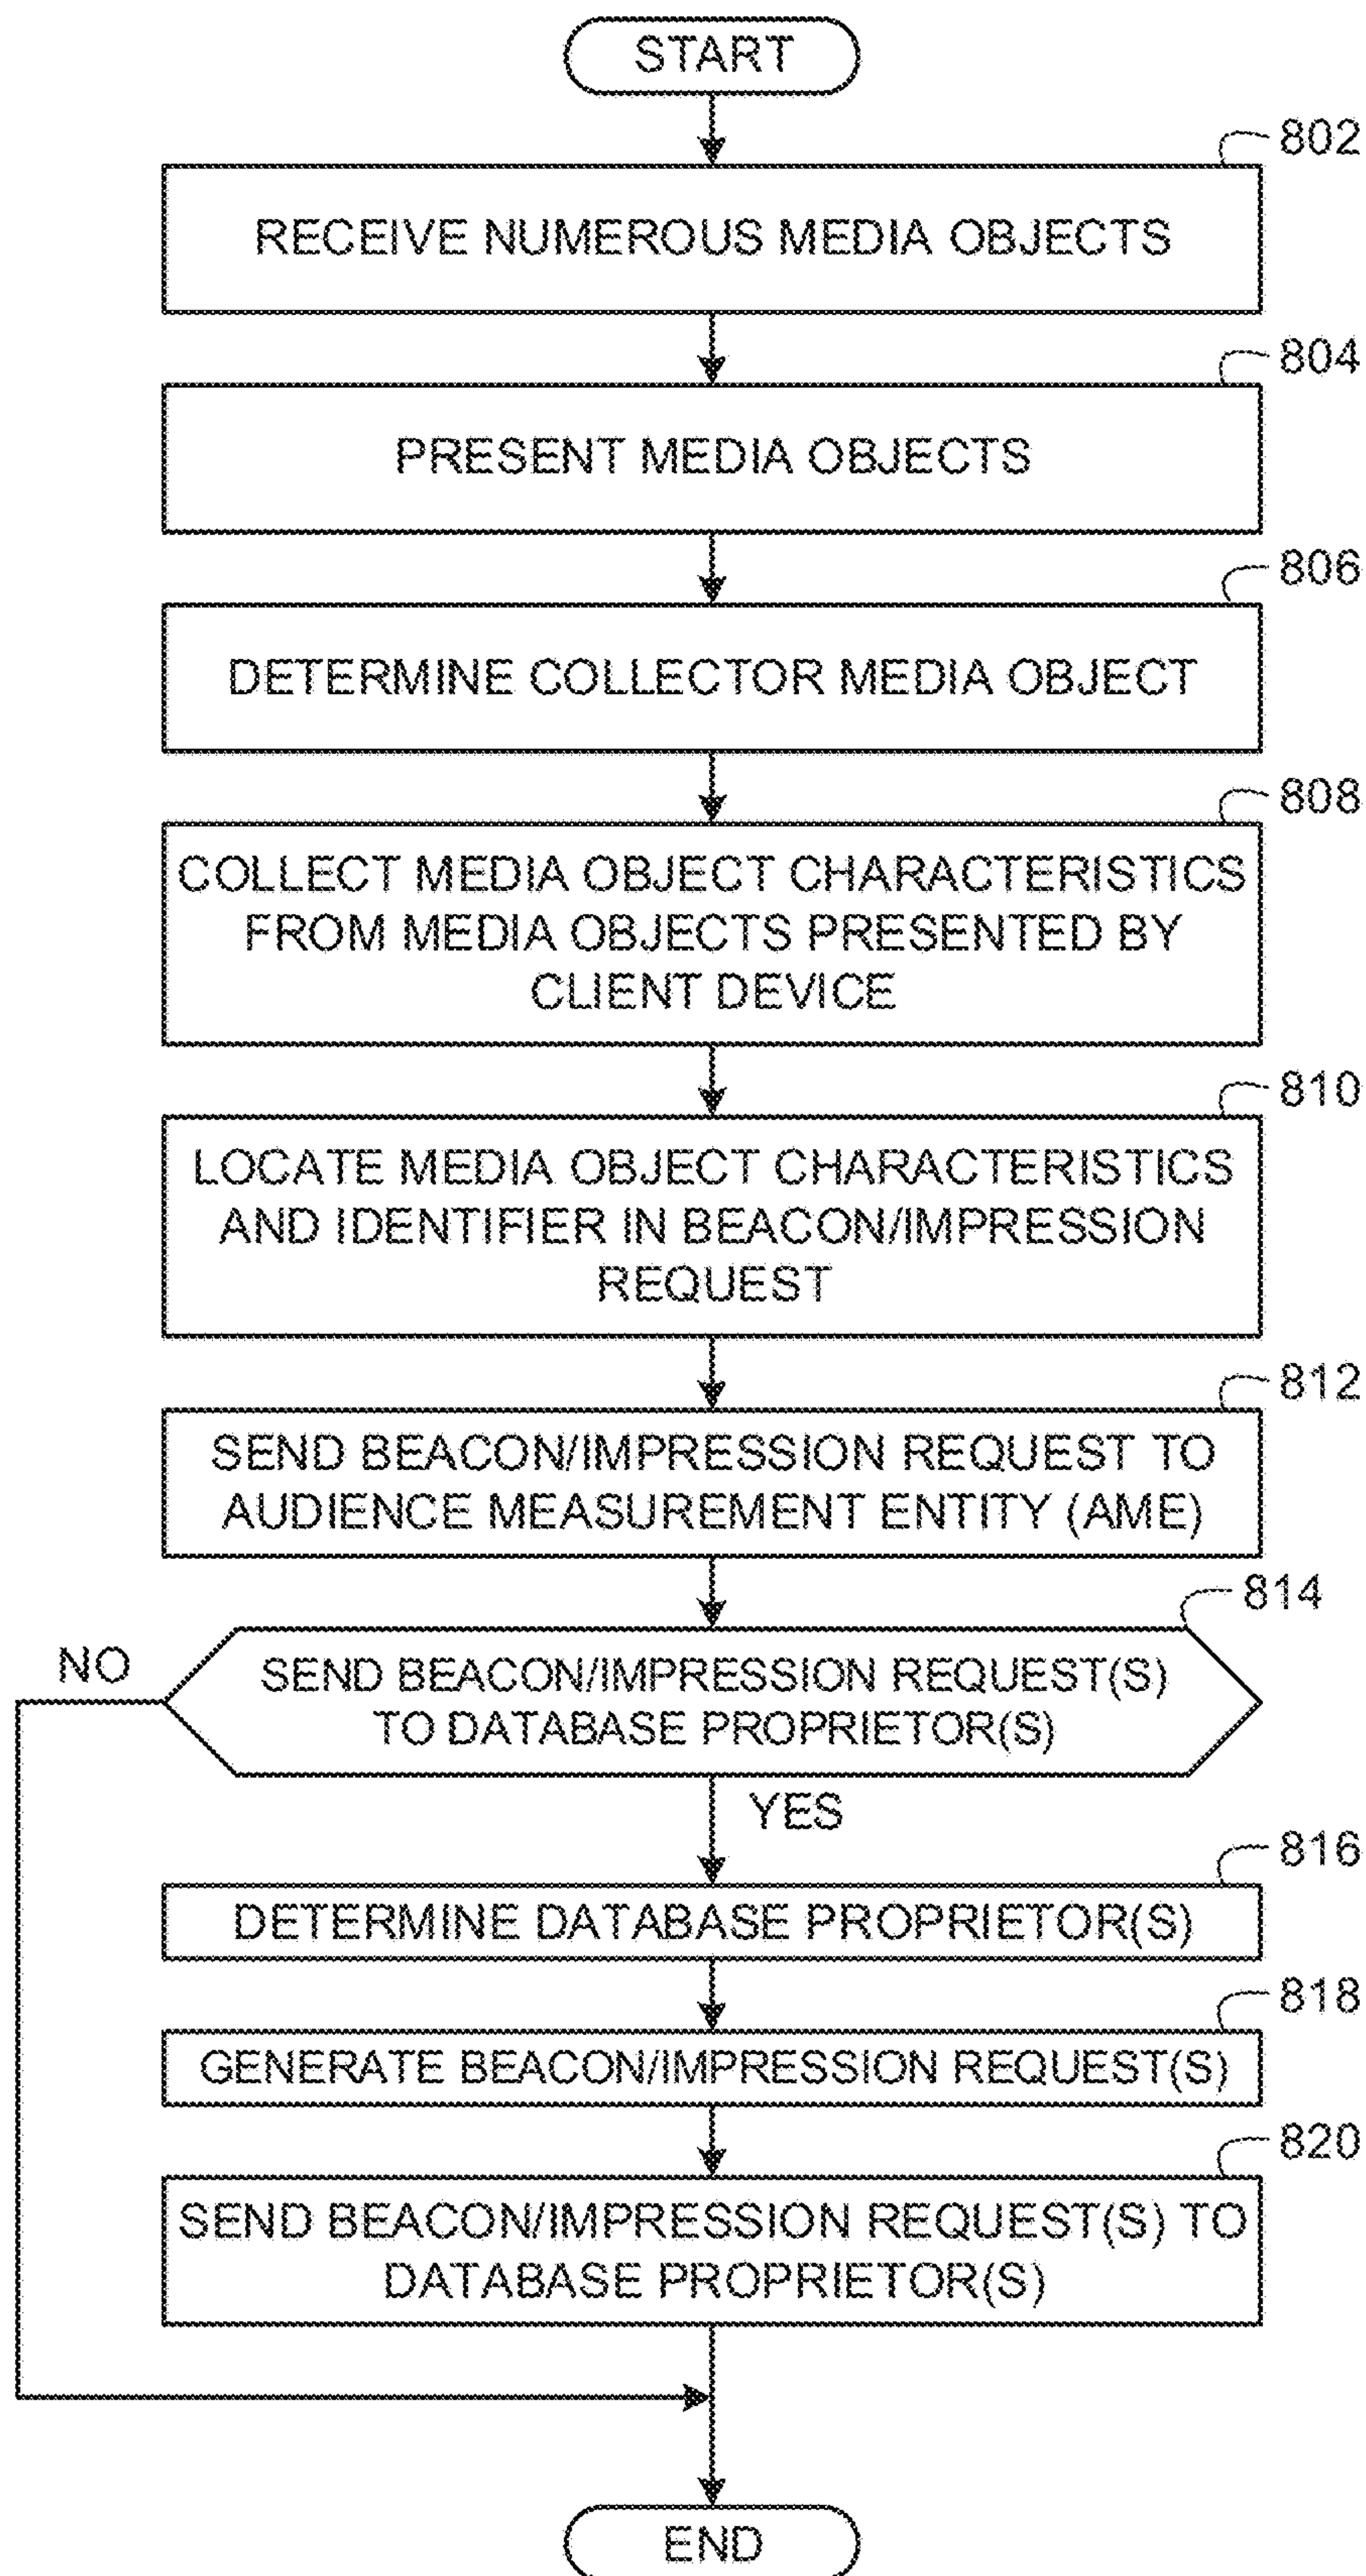 START
802
RECEIVE NUMEROUS MEDIA OBJECTS
804
PRESENT MEDIA OBJECTS
806
DETERMINE COLLECTOR MEDIA OBJECT
808
COLLECT MEDIA OBJECT CHARACTERISTICS
FROM MEDIA OBJECTS PRESENTED BY
CLIENT DEVICE
810
LOCATE MEDIA OBJECT CHARACTERISTICS
AND IDENTIFIER IN BEACON/IMPRESSION
REQUEST
812
SEND BEACON/IMPRESSION REQUEST TO
AUDIENCE MEASUREMENT ENTITY (AME)
814
NO
SEND BEACON/IMPRESSION REQUEST(S)
TO DATABASE PROPRIETOR(S)
YES
816
DETERMINE DATABASE PROPRIETOR(S)
818
GENERATE BEACON/IMPRESSION REQUEST(S)
820
SEND BEACON/IMPRESSION REQUEST(S) TO
DATABASE PROPRIETOR(S)
END